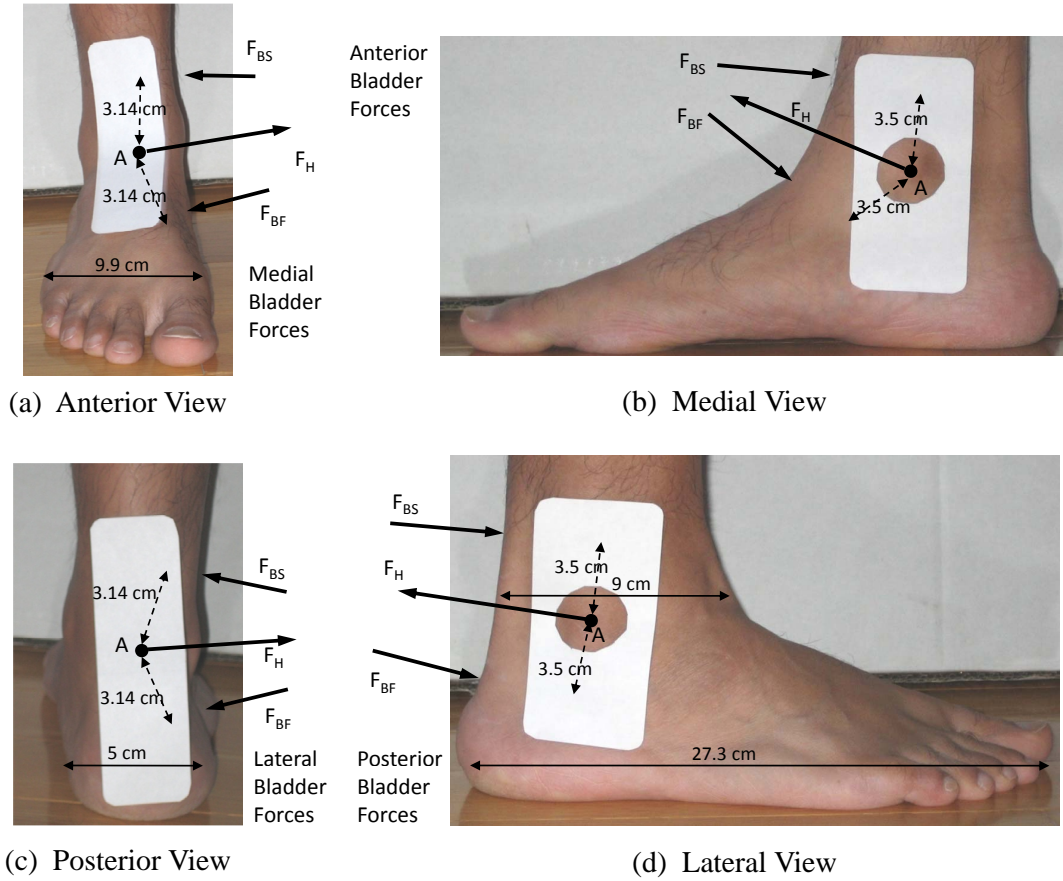 F_BS
3.14 cm
A
F_H
3.14 cm
F_BF
9.9 cm
Medial
Bladder
Forces
(a) Anterior View
Anterior
Bladder
Forces
F_BS
F_BF
F_H
3.5 cm
A
3.5 cm
(b) Medial View
F_BS
3.14 cm
A
F_H
3.14 cm
F_BF
5 cm
Lateral
Bladder
Forces
(c) Posterior View
F_BS
F_H
3.5 cm
9 cm
A
3.5 cm
F_BF
Posterior
Bladder
Forces
27.3 cm
(d) Lateral View